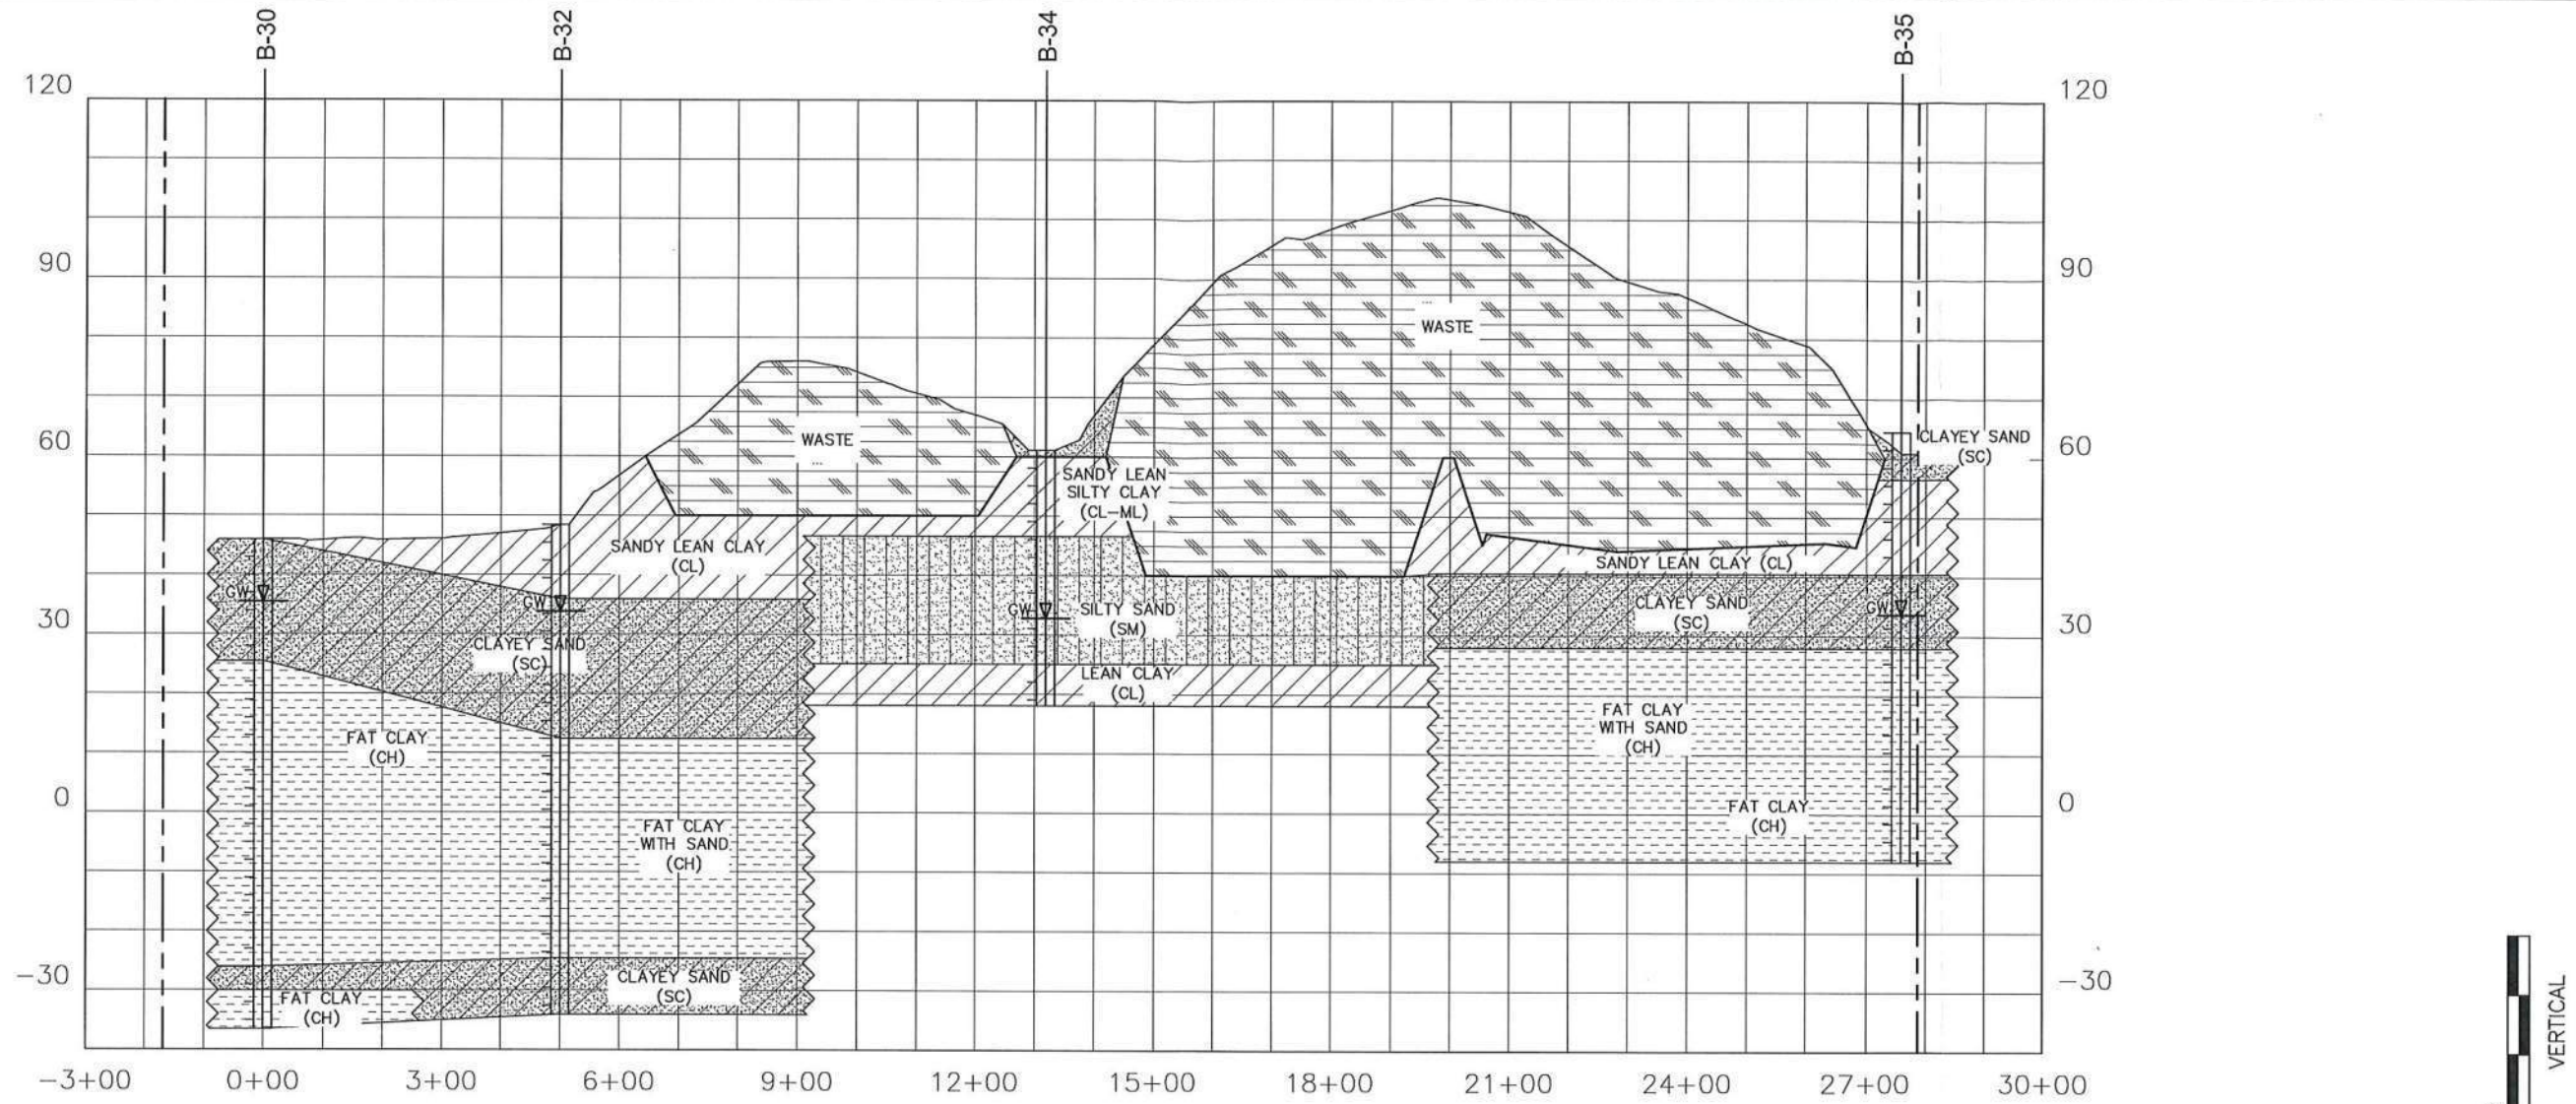 B-30
B-32
B-34
B-35
120
120
90
90
60
60
30
30
0
0
-30
-30
WASTE
WASTE
CLAYEY SAND
(SC)
SANDY LEAN
SILTY CLAY
(CL-ML)
SANDY LEAN CLAY
(CL)
SANDY LEAN CLAY (CL)
GW
GW
GW
GW
CLAYEY SAND
(SC)
SILTY SAND
(SM)
CLAYEY SAND
(SC)
LEAN CLAY
(CL)
FAT CLAY
(CH)
FAT CLAY
WITH SAND
(CH)
FAT CLAY
WITH SAND
(CH)
FAT CLAY
(CH)
CLAYEY SAND
(SC)
FAT CLAY
(CH)
-3+00
0+00
3+00
6+00
9+00
12+00
15+00
18+00
21+00
24+00
27+00
30+00
VERTICAL